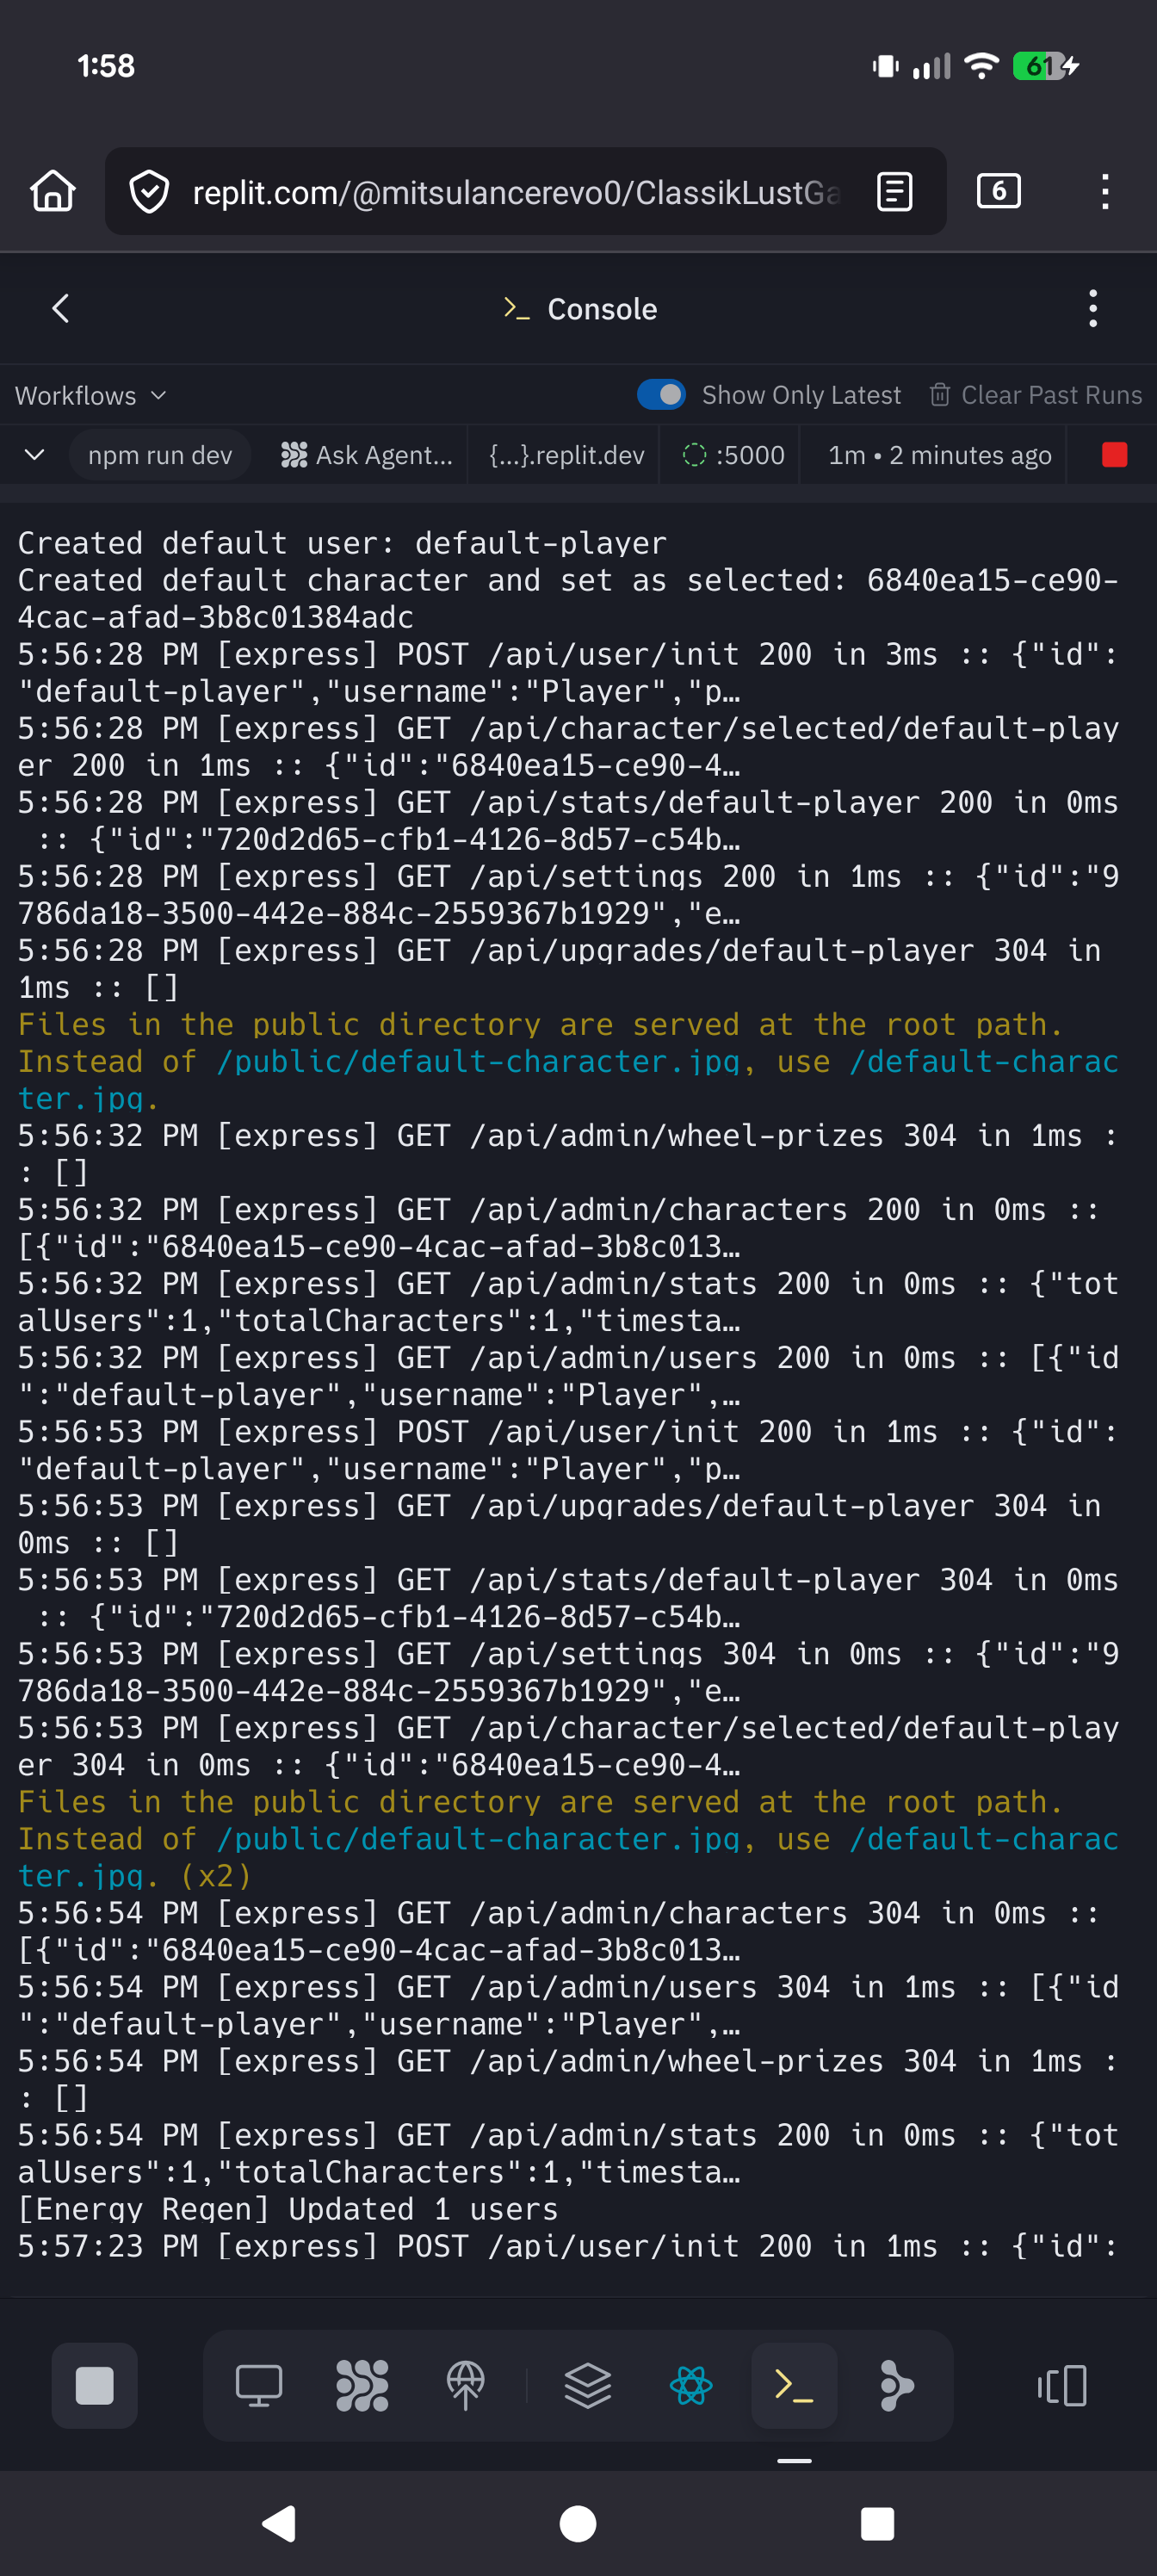 1:58
61
replit.com/@mitsulancerevo0/ClassikLustGa
6
>_ Console
Workflows
Show Only Latest
Clear Past Runs
npm run dev
Ask Agent...
{...}.replit.dev
:5000
1m • 2 minutes ago
Created default user: default-player
Created default character and set as selected: 6840ea15-ce90-
4cac-afad-3b8c01384adc
5:56:28 PM [express] POST /api/user/init 200 in 3ms :: {"id":
"default-player","username":"Player","p…
5:56:28 PM [express] GET /api/character/selected/default-play
er 200 in 1ms :: {"id":"6840ea15-ce90-4…
5:56:28 PM [express] GET /api/stats/default-player 200 in 0ms
 :: {"id":"720d2d65-cfb1-4126-8d57-c54b…
5:56:28 PM [express] GET /api/settings 200 in 1ms :: {"id":"9
786da18-3500-442e-884c-2559367b1929","e…
5:56:28 PM [express] GET /api/upgrades/default-player 304 in
1ms :: []
Files in the public directory are served at the root path.
Instead of /public/default-character.jpg, use /default-charac
ter.jpg.
5:56:32 PM [express] GET /api/admin/wheel-prizes 304 in 1ms :
: []
5:56:32 PM [express] GET /api/admin/characters 200 in 0ms ::
[{"id":"6840ea15-ce90-4cac-afad-3b8c013…
5:56:32 PM [express] GET /api/admin/stats 200 in 0ms :: {"tot
alUsers":1,"totalCharacters":1,"timesta…
5:56:32 PM [express] GET /api/admin/users 200 in 0ms :: [{"id
":"default-player","username":"Player",…
5:56:53 PM [express] POST /api/user/init 200 in 1ms :: {"id":
"default-player","username":"Player","p…
5:56:53 PM [express] GET /api/upgrades/default-player 304 in
0ms :: []
5:56:53 PM [express] GET /api/stats/default-player 304 in 0ms
 :: {"id":"720d2d65-cfb1-4126-8d57-c54b…
5:56:53 PM [express] GET /api/settings 304 in 0ms :: {"id":"9
786da18-3500-442e-884c-2559367b1929","e…
5:56:53 PM [express] GET /api/character/selected/default-play
er 304 in 0ms :: {"id":"6840ea15-ce90-4…
Files in the public directory are served at the root path.
Instead of /public/default-character.jpg, use /default-charac
ter.jpg. (x2)
5:56:54 PM [express] GET /api/admin/characters 304 in 0ms ::
[{"id":"6840ea15-ce90-4cac-afad-3b8c013…
5:56:54 PM [express] GET /api/admin/users 304 in 1ms :: [{"id
":"default-player","username":"Player",…
5:56:54 PM [express] GET /api/admin/wheel-prizes 304 in 1ms :
: []
5:56:54 PM [express] GET /api/admin/stats 200 in 0ms :: {"tot
alUsers":1,"totalCharacters":1,"timesta…
[Energy Regen] Updated 1 users
5:57:23 PM [express] POST /api/user/init 200 in 1ms :: {"id":